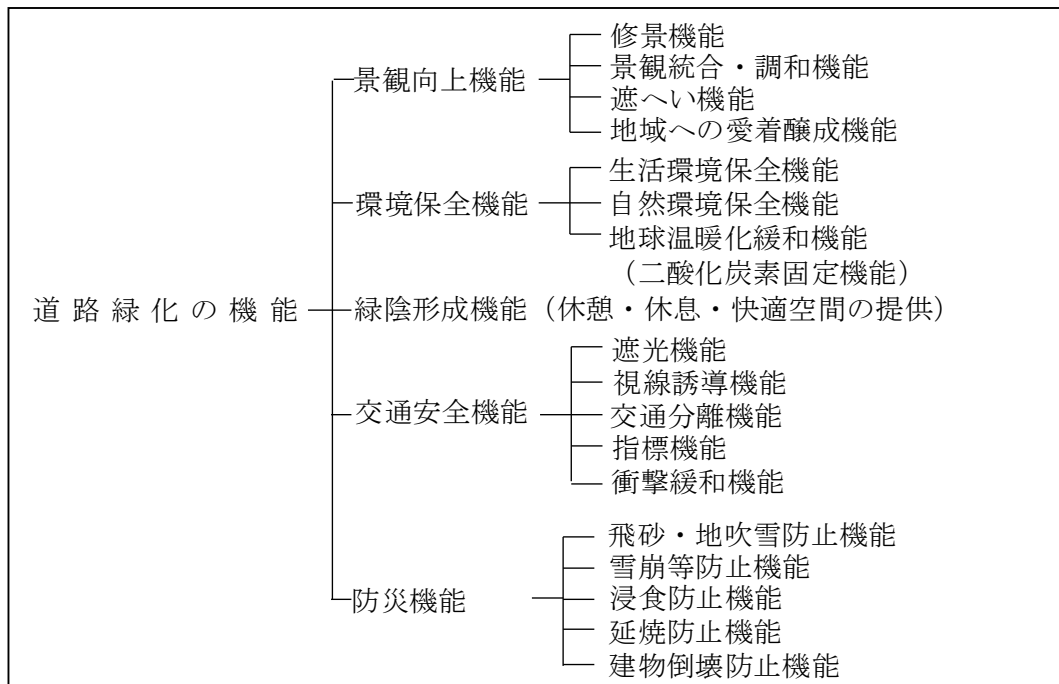 道路緑化の機能
景観向上機能
修景機能
景観統合・調和機能
遮へい機能
地域への愛着醸成機能
環境保全機能
生活環境保全機能
自然環境保全機能
地球温暖化緩和機能
（二酸化炭素固定機能）
緑陰形成機能（休憩・休息・快適空間の提供）
交通安全機能
遮光機能
視線誘導機能
交通分離機能
指標機能
衝撃緩和機能
防災機能
飛砂・地吹雪防止機能
雪崩等防止機能
浸食防止機能
延焼防止機能
建物倒壊防止機能